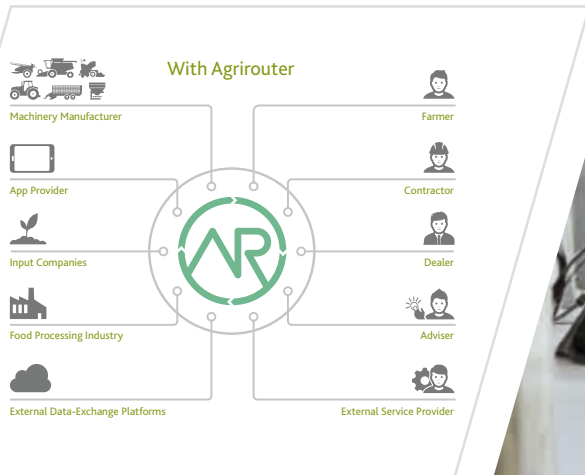 With Agrirouter
Machinery Manufacturer
Farmer
App Provider
Contractor
Input Companies
Dealer
AR
Food Processing Industry
Adviser
External Data-Exchange Platforms
External Service Provider